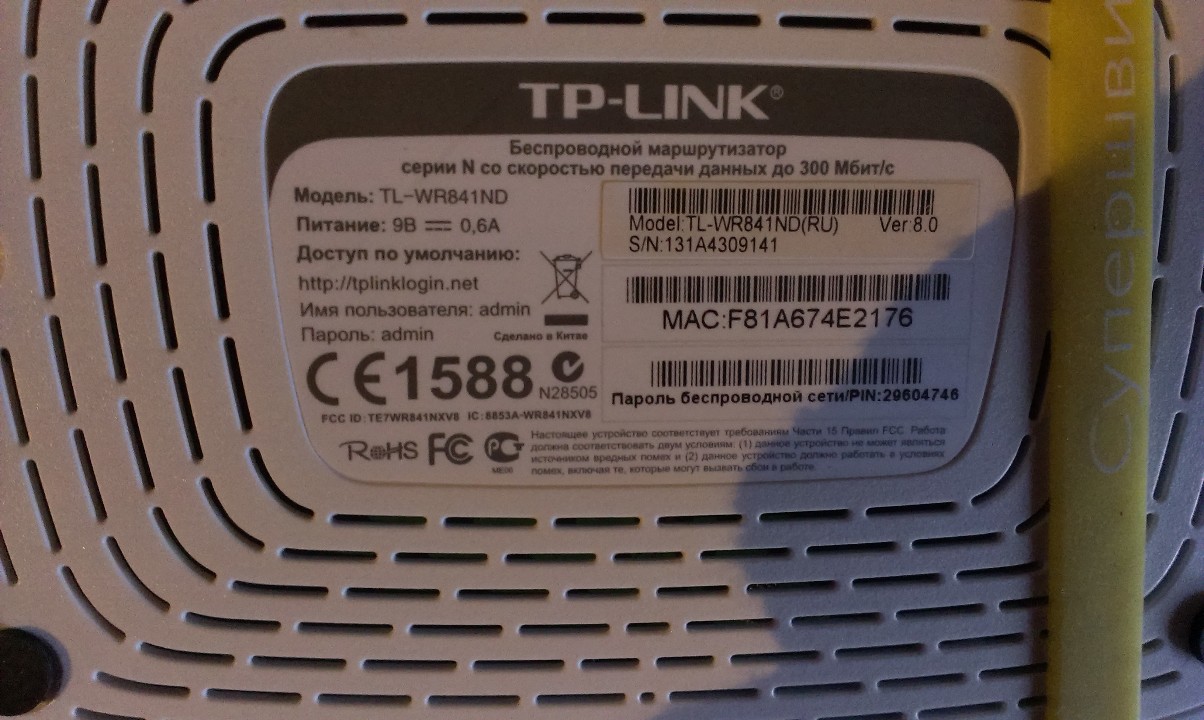 TP-LINK®
Беспроводной маршрутизатор
серии N со скоростью передачи данных до 300 Мбит/с
Модель: TL-WR841ND
Питание: 9В 0,6А
Доступ по умолчанию:
http://tplinklogin.net
Имя пользователя: admin
Пароль: admin
Сделано в Китае
Model:TL-WR841ND(RU) Ver:8.0
S/N:131A4309141
MAC:F81A674E2176
Пароль беспроводной сети/PIN:29604746
CE1588
N28505
FCC ID: TE7WR841NXV8 IC: 8853A-WR841NXV8
RoHS FC РСТ
ME06
Настоящее устройство соответствует требованиям Части 15 Правил FCC. Работа
должна соответствовать двум условиям: (1) данное устройство не может являться
источником вредных помех и (2) данное устройство должно работать в условиях
помех, включая те, которые могут вызвать сбои в работе.
Суперши